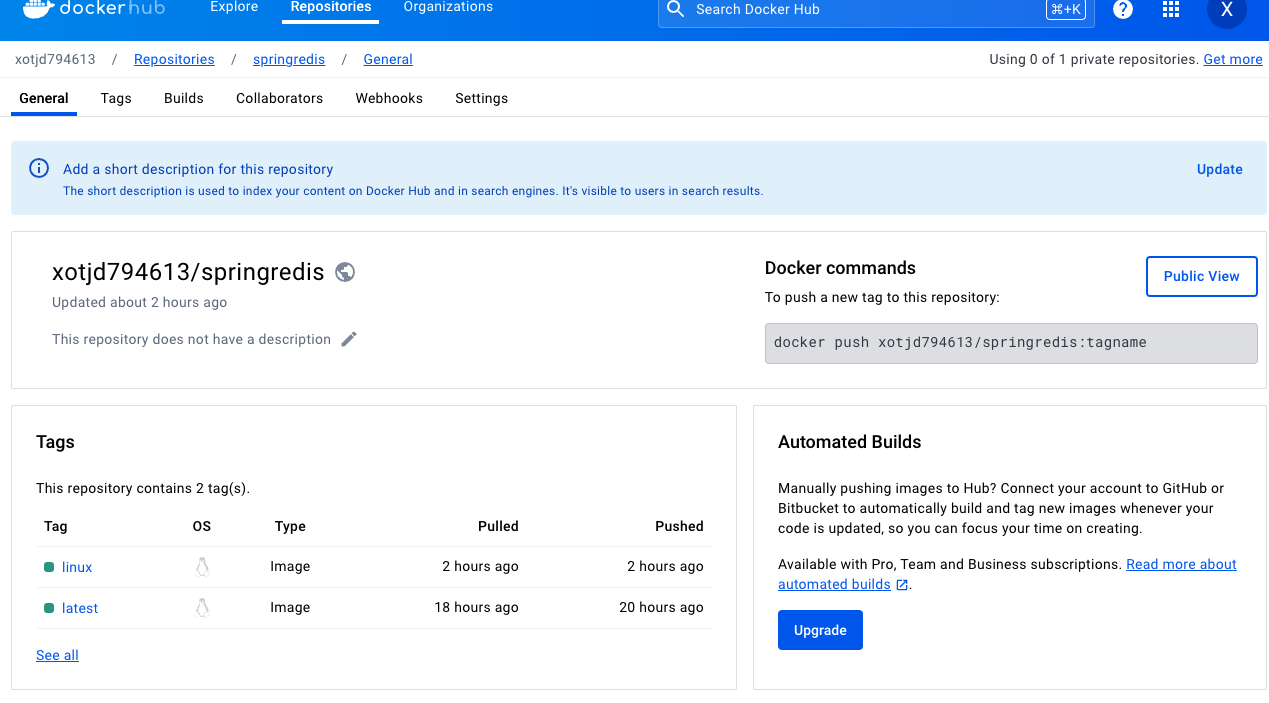 dockerhub Explore Repositories Organizations Search Docker Hub ⌘+K ? X
xotjd794613 / Repositories / springredis / General Using 0 of 1 private repositories. Get more
General Tags Builds Collaborators Webhooks Settings
Add a short description for this repository Update
The short description is used to index your content on Docker Hub and in search engines. It's visible to users in search results.
xotjd794613/springredis
Updated about 2 hours ago
This repository does not have a description
Docker commands
Public View
To push a new tag to this repository:
docker push xotjd794613/springredis:tagname
Tags
This repository contains 2 tag(s).
Tag OS Type Pulled Pushed
linux Image 2 hours ago 2 hours ago
latest Image 18 hours ago 20 hours ago
See all
Automated Builds
Manually pushing images to Hub? Connect your account to GitHub or
Bitbucket to automatically build and tag new images whenever your
code is updated, so you can focus your time on creating.
Available with Pro, Team and Business subscriptions. Read more about
automated builds.
Upgrade